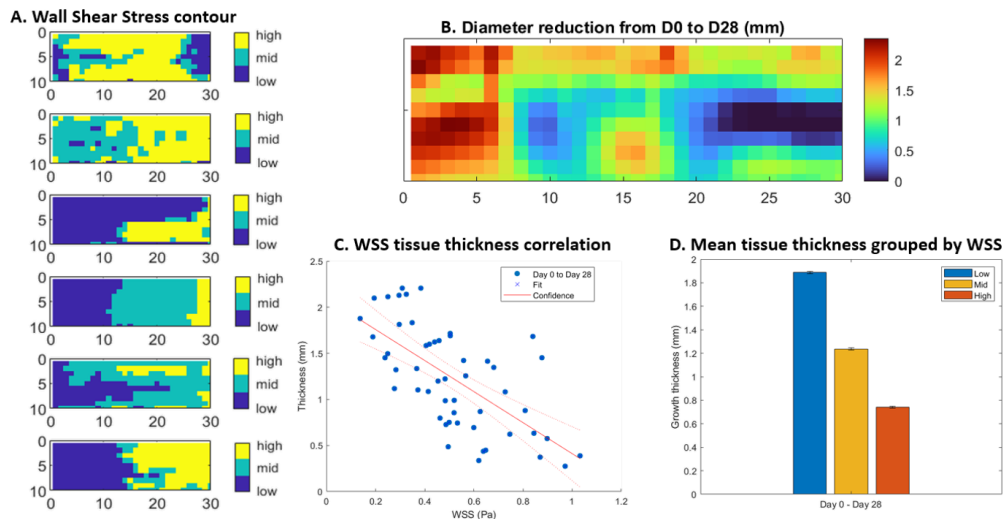 A. Wall Shear Stress contour
0
5
10
0 10 20 30
high
mid
low
0
5
10
0 10 20 30
high
mid
low
0
5
10
0 10 20 30
high
mid
low
0
5
10
0 10 20 30
high
mid
low
0
5
10
0 10 20 30
high
mid
low
0
5
10
0 10 20 30
high
mid
low
B. Diameter reduction from D0 to D28 (mm)
0 5 10 15 20 25 30
2
1.5
1
0.5
0
C. WSS tissue thickness correlation
Thickness (mm)
2.5
2
1.5
1
0.5
0
0 0.2 0.4 0.6 0.8 1 1.2
WSS (Pa)
Day 0 to Day 28
Fit
Confidence
D. Mean tissue thickness grouped by WSS
Growth thickness (mm)
2
1.8
1.6
1.4
1.2
1
0.8
0.6
0.4
0.2
0
Day 0 - Day 28
Low
Mid
High